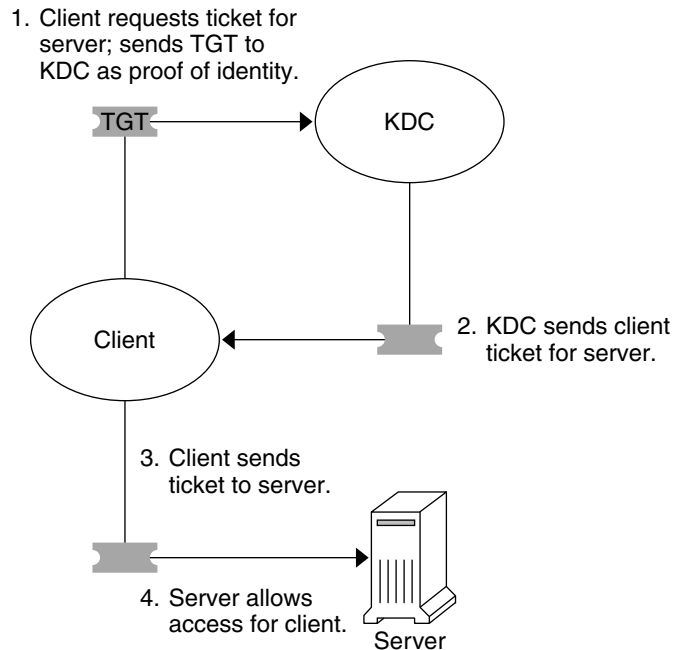 1. Client requests ticket for
server; sends TGT to
KDC as proof of identity.
TGT
KDC
Client
2. KDC sends client
ticket for server.
3. Client sends
ticket to server.
4. Server allows
access for client.
Server